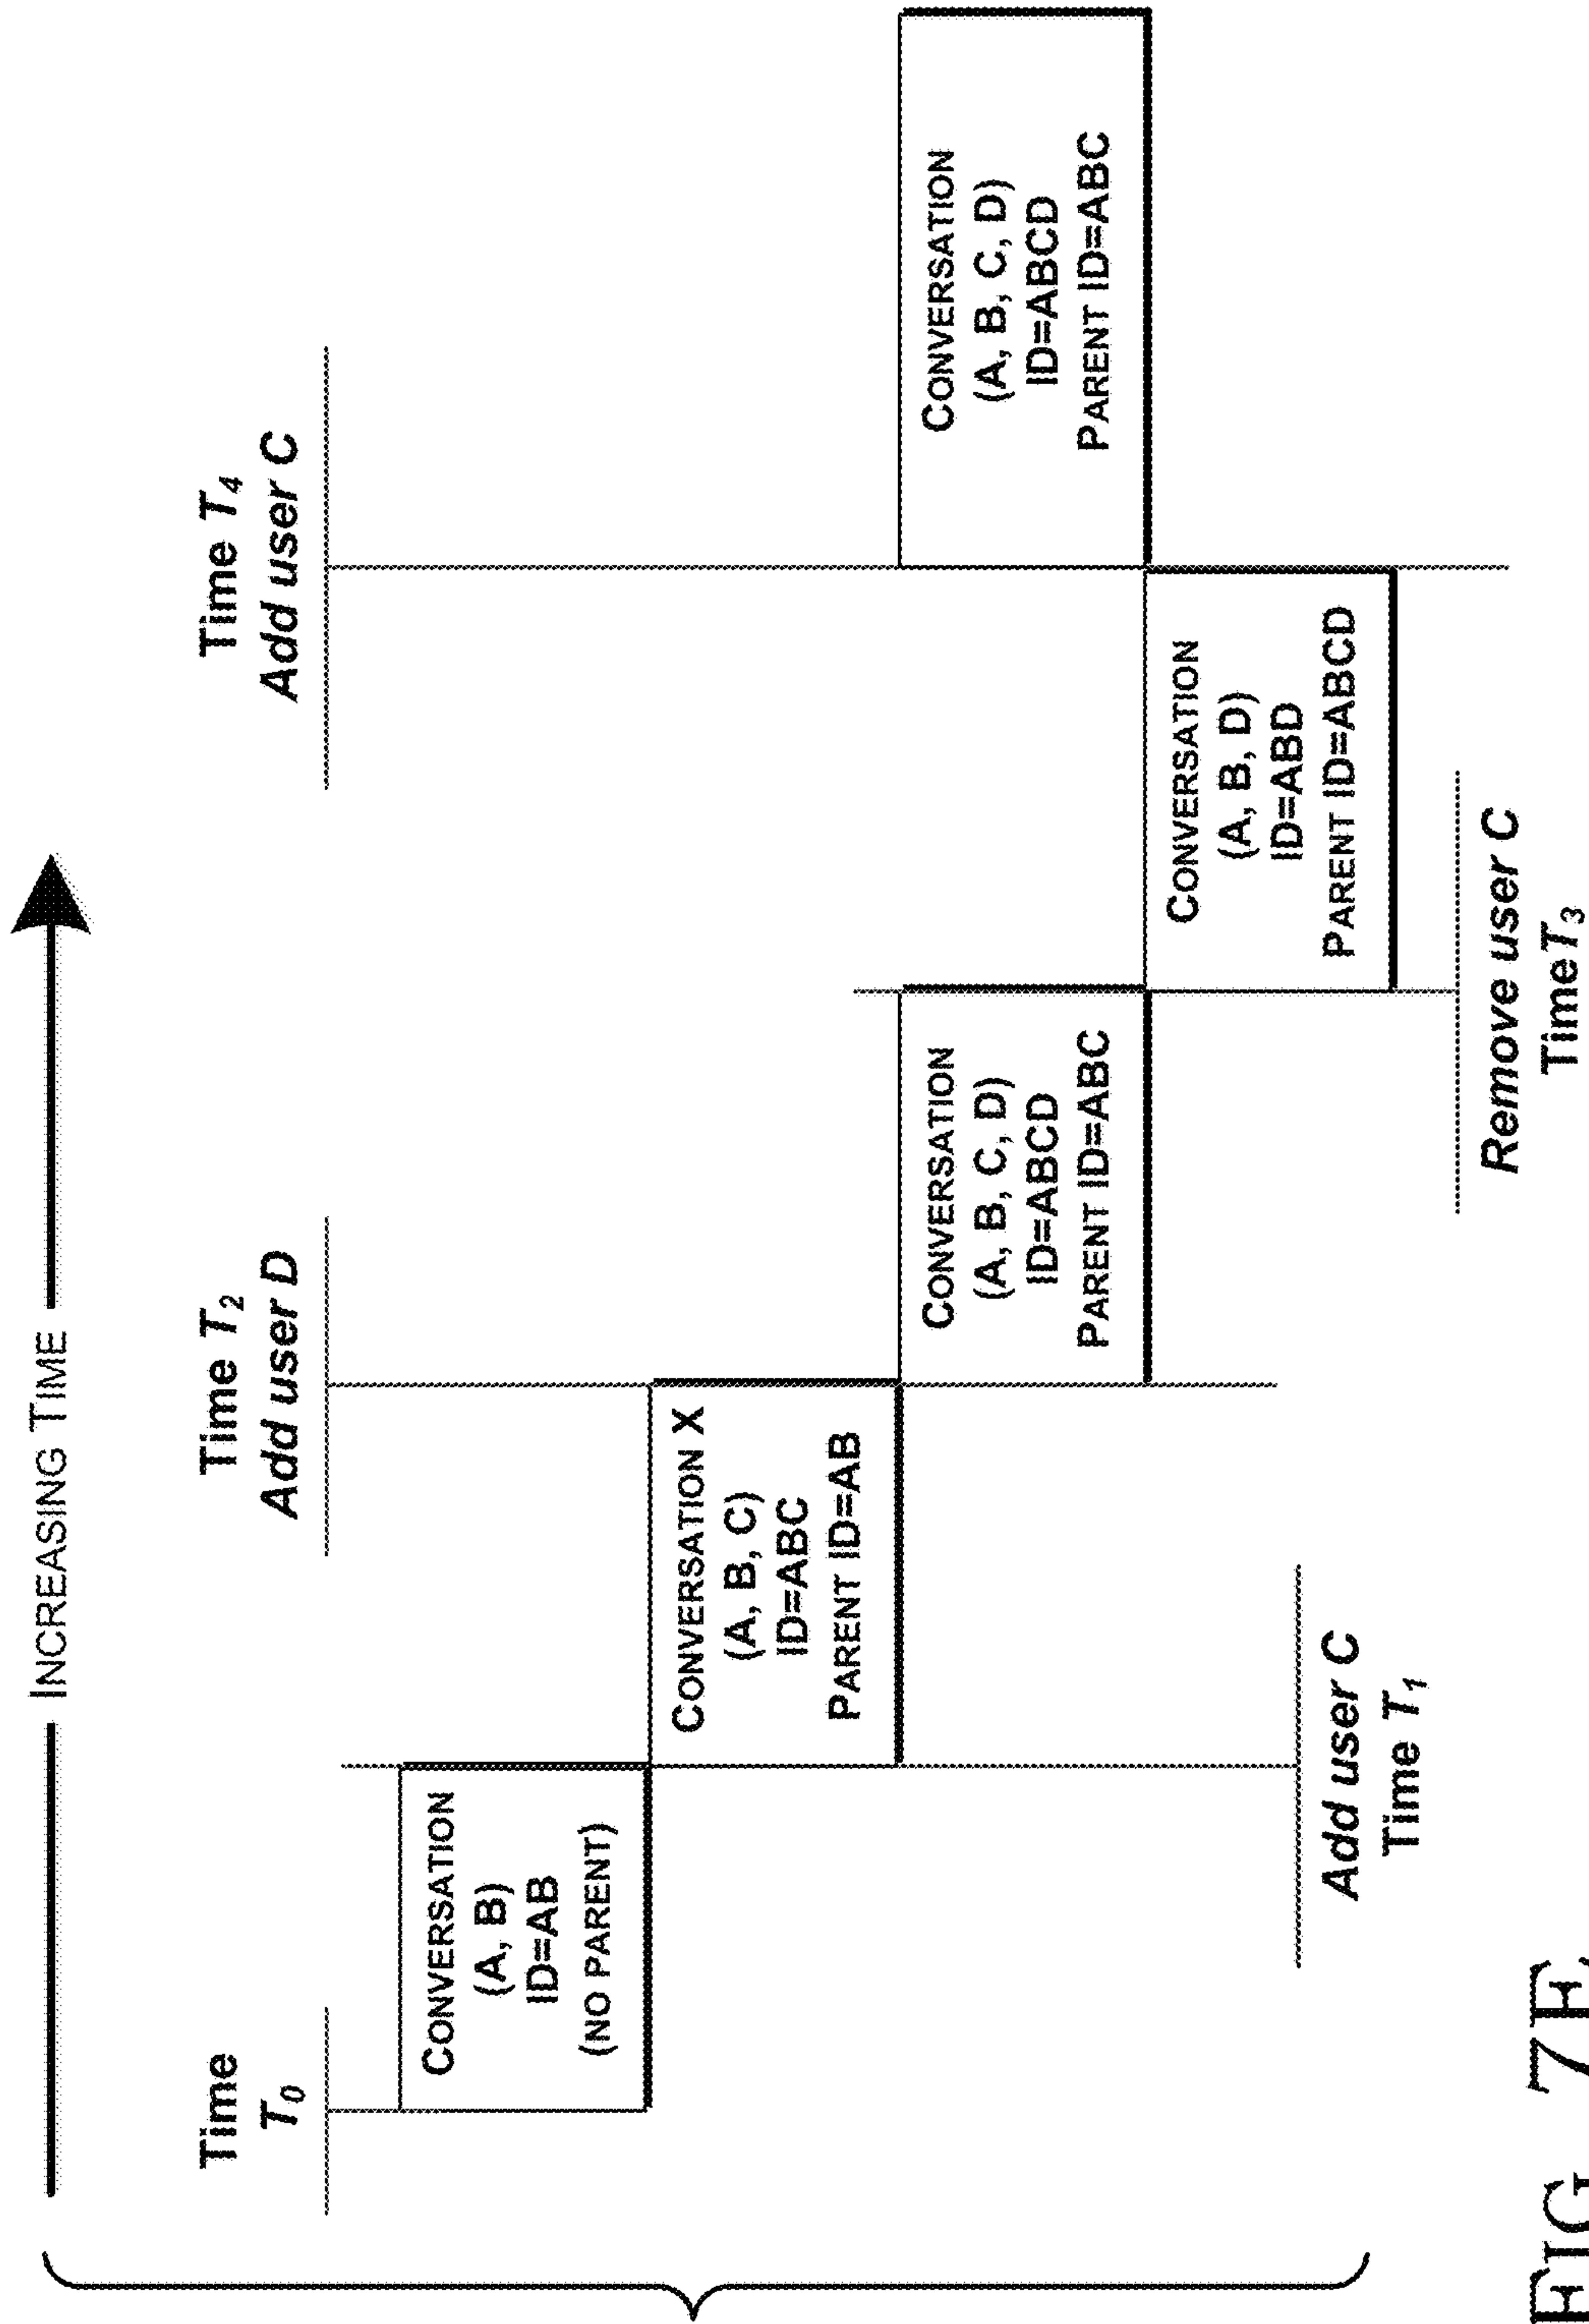 INCREASING TIME
Time
T0
Time T2
Add user D
Time T4
Add user C
CONVERSATION
(A, B)
ID=AB
(NO PARENT)
CONVERSATION X
(A, B, C)
ID=ABC
PARENT ID=AB
CONVERSATION
(A, B, C, D)
ID=ABCD
PARENT ID=ABC
CONVERSATION
(A, B, D)
ID=ABD
PARENT ID=ABCD
CONVERSATION
(A, B, C, D)
ID=ABCD
PARENT ID=ABC
Add user C
Time T1
Remove user C
Time T3
FIG 7E